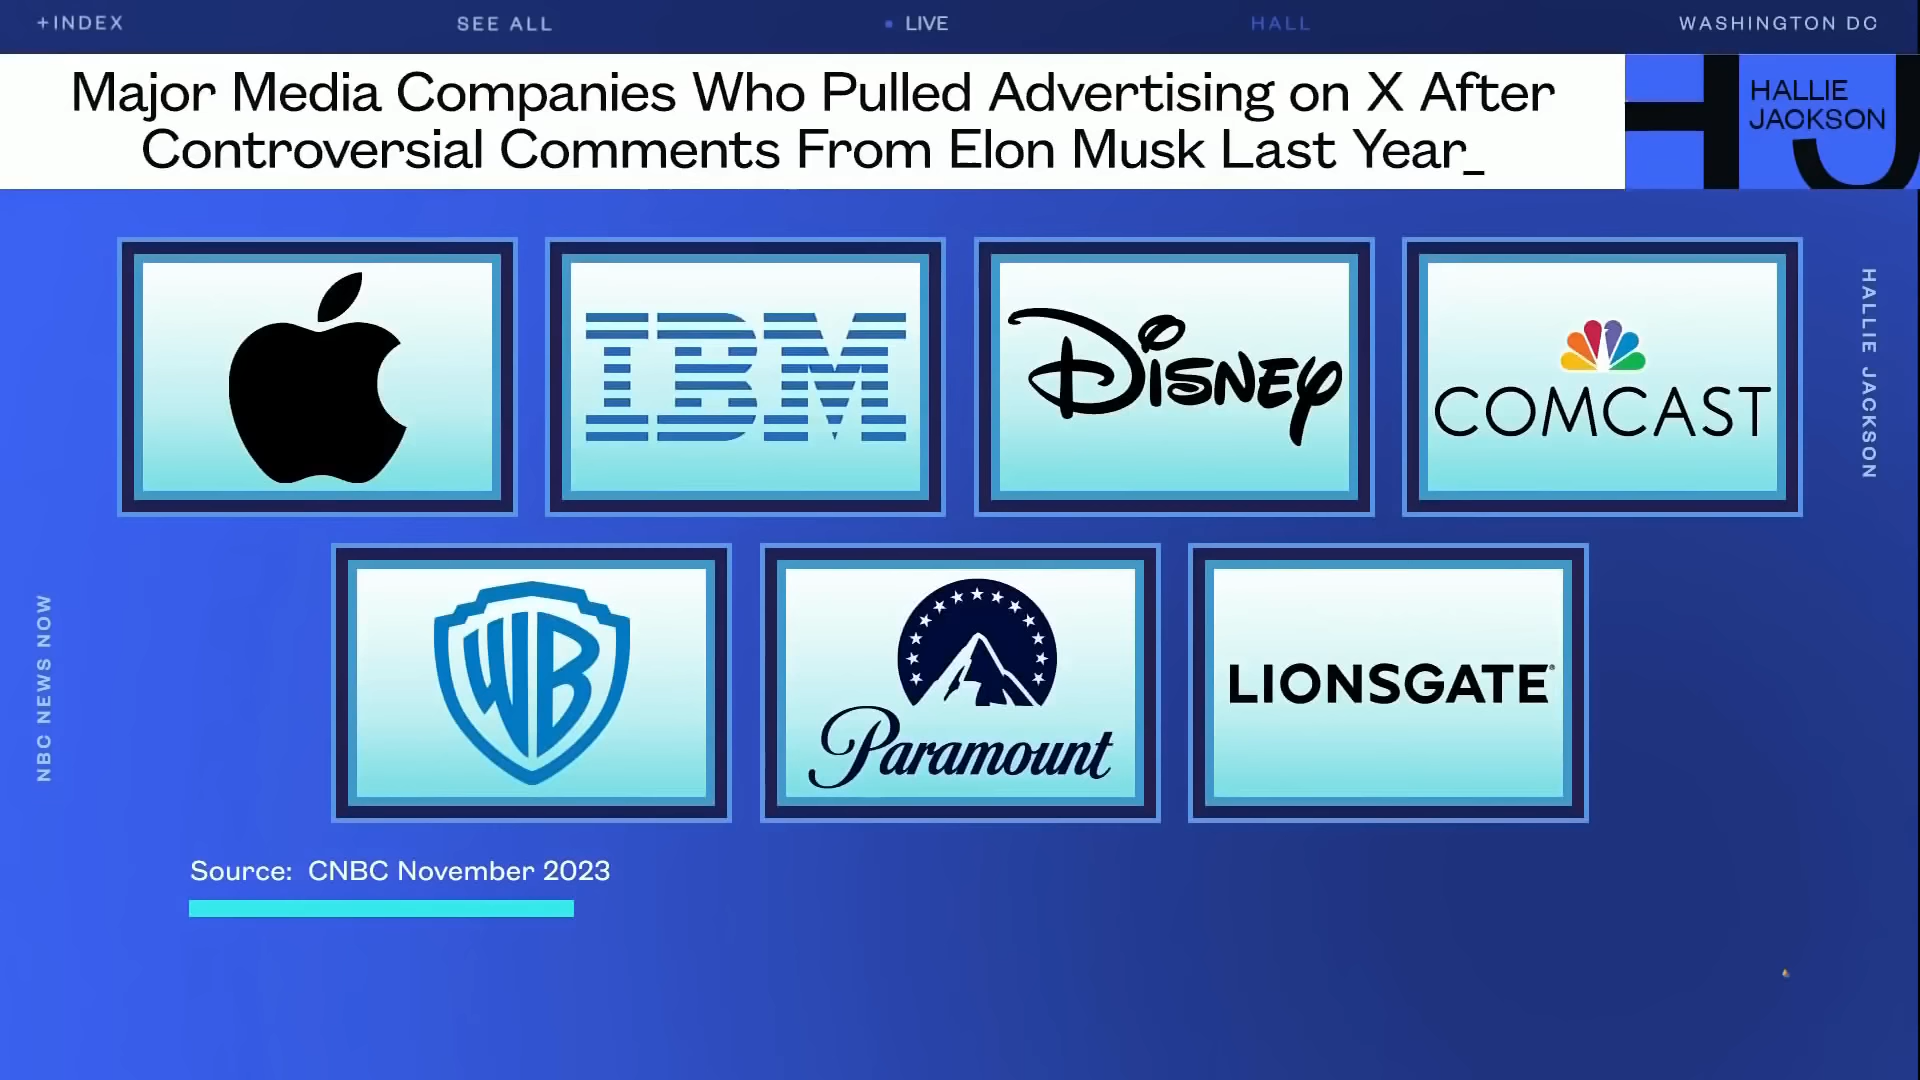 +INDEX
SEE ALL
LIVE
HALL
WASHINGTON DC
Major Media Companies Who Pulled Advertising on X After
Controversial Comments From Elon Musk Last Year_
HALLIE
JACKSON
HJ
IBM
DISNEY
COMCAST
WB
Paramount
LIONSGATE
HALLIE JACKSON
NBC NEWS NOW
Source: CNBC November 2023